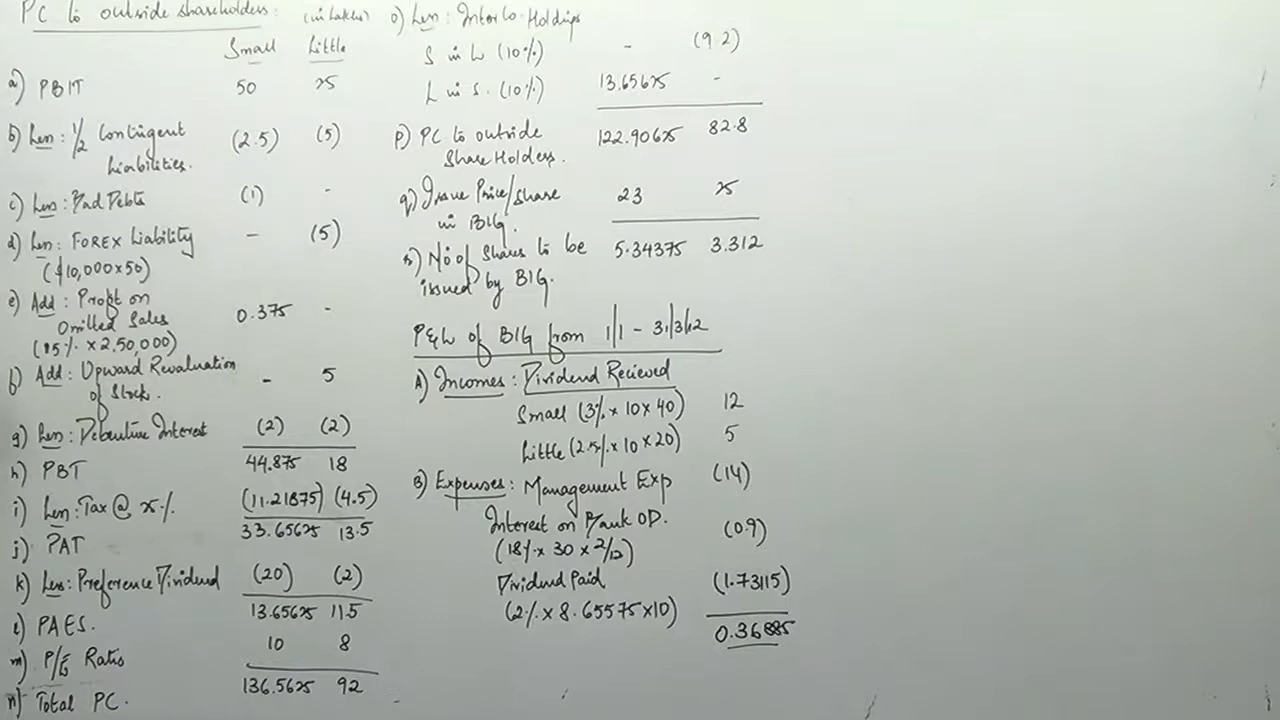 PC to outside shareholders: (in Lakhs)
Small Little
a) PBIT 50 25
b) Less: 1/2 Contingent (2.5) (5)
Liabilities.
c) Less: Bad Debts (1) -
d) Less: FOREX Liability - (5)
($10,000x50)
e) Add: Profit on
Omitted Sales 0.375 -
(15% x 2,50,000)
f) Add: Upward Revaluation - 5
of Stock.
g) Less: Debenture Interest (2) (2)
h) PBT 44.875 18
i) Less: Tax @ 25% (11.21875) (4.5)
j) PAT 33.65625 13.5
k) Less: Preference Dividend (20) (2)
l) PAES. 13.65625 11.5
m) P/E Ratio 10 8
n) Total PC. 136.5625 92
o) Less: Inter Co. Holdings
S in L (10%) - (9.2)
L in S. (10%) 13.65625 -
p) PC to outside 122.90625 82.8
Share Holders.
q) Issue Price/share 23 25
in BIG.
r) No of Shares to be 5.34375 3.312
issued by BIG.
P&L of BIG from 1/1 - 31/3/12
A) Incomes: Dividend Recieved
Small (3% x 10 x 40) 12
Little (2.5% x 10 x 20) 5
B) Expenses: Management Exp (14)
Interest on Bank OD. (0.9)
(18% x 30 x 2/12)
Dividend Paid (1.73115)
(2% x 8.65575 x 10)
0.36885